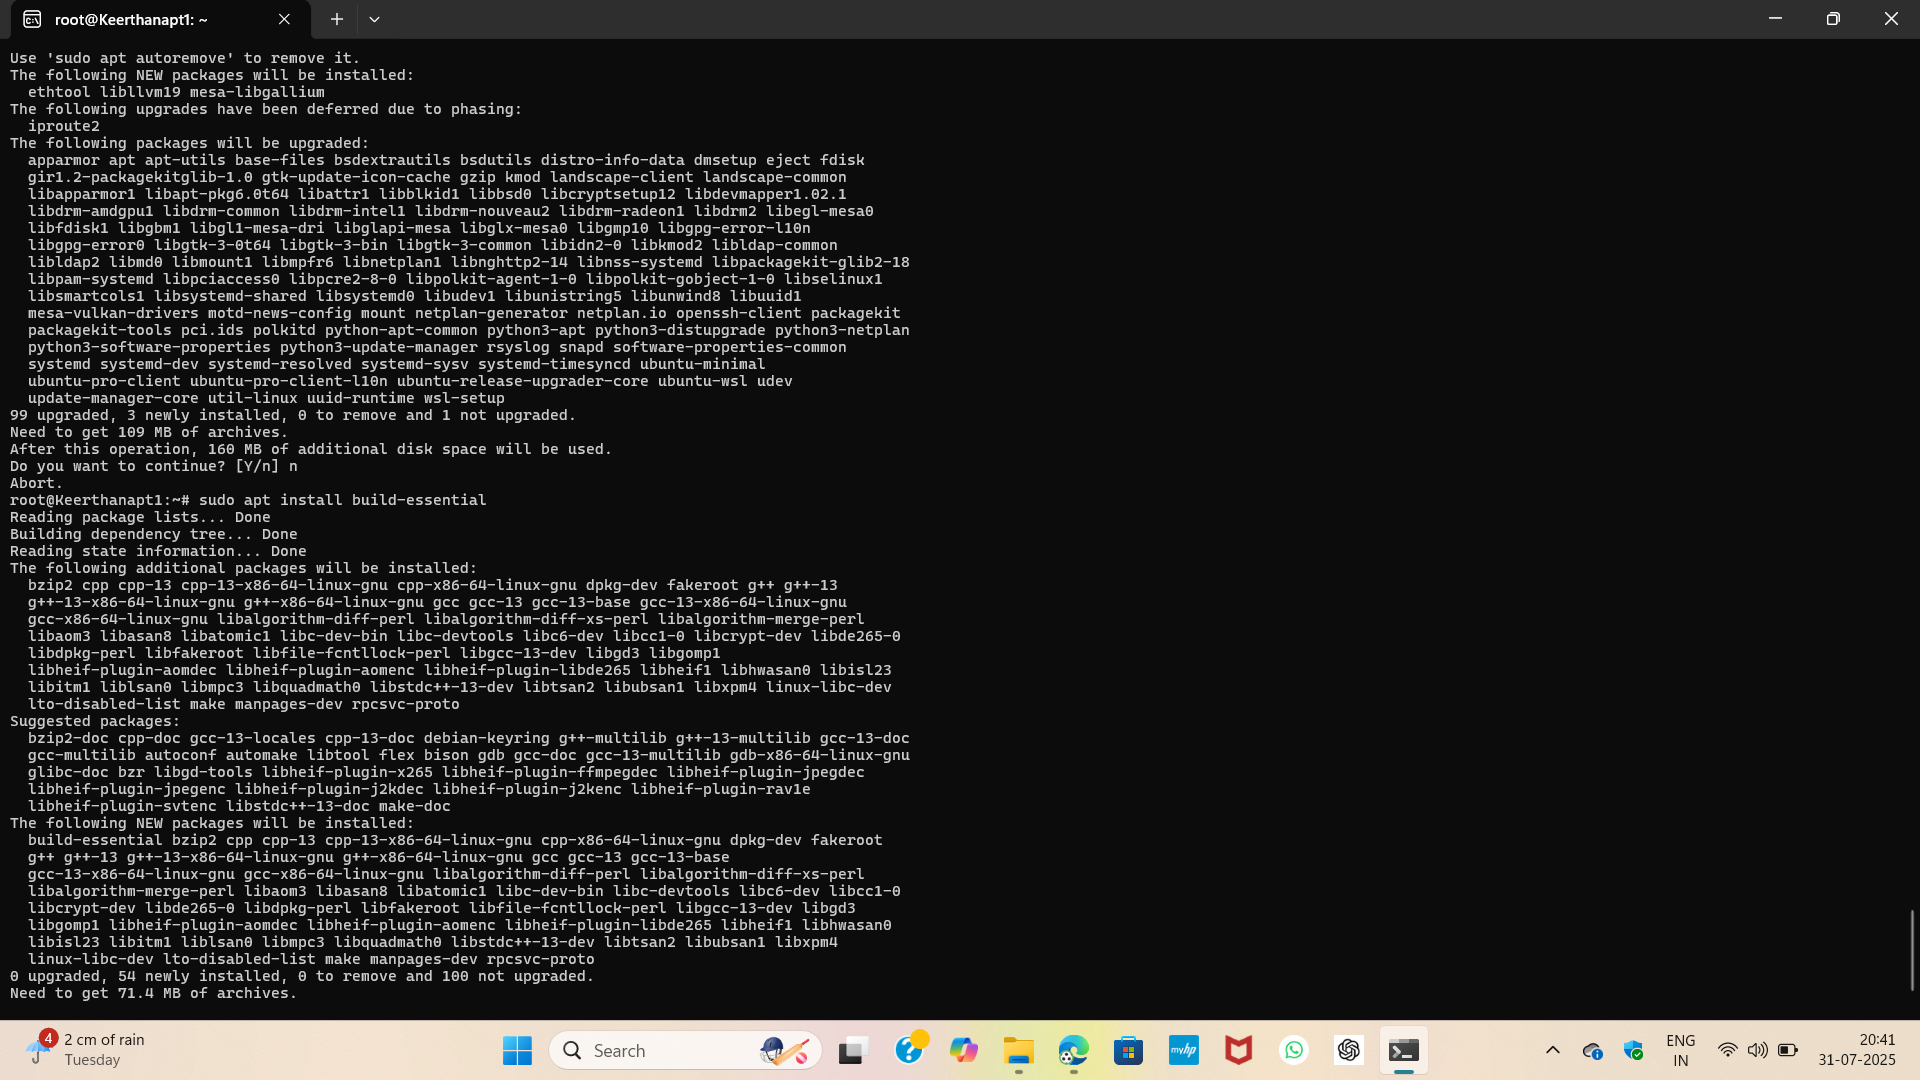 root@Keerthanapt1: ~
Use 'sudo apt autoremove' to remove it.
The following NEW packages will be installed:
  ethtool libllvm19 mesa-libgallium
The following upgrades have been deferred due to phasing:
  iproute2
The following packages will be upgraded:
  apparmor apt apt-utils base-files bsdextrautils bsdutils distro-info-data dmsetup eject fdisk
  gir1.2-packagekitglib-1.0 gtk-update-icon-cache gzip kmod landscape-client landscape-common
  libapparmor1 libapt-pkg6.0t64 libattr1 libblkid1 libbsd0 libcryptsetup12 libdevmapper1.02.1
  libdrm-amdgpu1 libdrm-common libdrm-intel1 libdrm-nouveau2 libdrm-radeon1 libdrm2 libegl-mesa0
  libfdisk1 libgbm1 libgl1-mesa-dri libglapi-mesa libglx-mesa0 libgmp10 libgpg-error-l10n
  libgpg-error0 libgtk-3-0t64 libgtk-3-bin libgtk-3-common libidn2-0 libkmod2 libldap-common
  libldap2 libmd0 libmount1 libmpfr6 libnetplan1 libnghttp2-14 libnss-systemd libpackagekit-glib2-18
  libpam-systemd libpciaccess0 libpcre2-8-0 libpolkit-agent-1-0 libpolkit-gobject-1-0 libselinux1
  libsmartcols1 libsystemd-shared libsystemd0 libudev1 libunistring5 libunwind8 libuuid1
  mesa-vulkan-drivers motd-news-config mount netplan-generator netplan.io openssh-client packagekit
  packagekit-tools pci.ids polkitd python-apt-common python3-apt python3-distupgrade python3-netplan
  python3-software-properties python3-update-manager rsyslog snapd software-properties-common
  systemd systemd-dev systemd-resolved systemd-sysv systemd-timesyncd ubuntu-minimal
  ubuntu-pro-client ubuntu-pro-client-l10n ubuntu-release-upgrader-core ubuntu-wsl udev
  update-manager-core util-linux uuid-runtime wsl-setup
99 upgraded, 3 newly installed, 0 to remove and 1 not upgraded.
Need to get 109 MB of archives.
After this operation, 160 MB of additional disk space will be used.
Do you want to continue? [Y/n] n
Abort.
root@Keerthanapt1:~# sudo apt install build-essential
Reading package lists... Done
Building dependency tree... Done
Reading state information... Done
The following additional packages will be installed:
  bzip2 cpp cpp-13 cpp-13-x86-64-linux-gnu cpp-x86-64-linux-gnu dpkg-dev fakeroot g++ g++-13
  g++-13-x86-64-linux-gnu g++-x86-64-linux-gnu gcc gcc-13 gcc-13-base gcc-13-x86-64-linux-gnu
  gcc-x86-64-linux-gnu libalgorithm-diff-perl libalgorithm-diff-xs-perl libalgorithm-merge-perl
  libaom3 libasan8 libatomic1 libc-dev-bin libc-devtools libc6-dev libcc1-0 libcrypt-dev libde265-0
  libdpkg-perl libfakeroot libfile-fcntllock-perl libgcc-13-dev libgd3 libgomp1
  libheif-plugin-aomdec libheif-plugin-aomenc libheif-plugin-libde265 libheif1 libhwasan0 libisl23
  libitm1 liblsan0 libmpc3 libquadmath0 libstdc++-13-dev libtsan2 libubsan1 libxpm4 linux-libc-dev
  lto-disabled-list make manpages-dev rpcsvc-proto
Suggested packages:
  bzip2-doc cpp-doc gcc-13-locales cpp-13-doc debian-keyring g++-multilib g++-13-multilib gcc-13-doc
  gcc-multilib autoconf automake libtool flex bison gdb gcc-doc gcc-13-multilib gdb-x86-64-linux-gnu
  glibc-doc bzr libgd-tools libheif-plugin-x265 libheif-plugin-ffmpegdec libheif-plugin-jpegdec
  libheif-plugin-jpegenc libheif-plugin-j2kdec libheif-plugin-j2kenc libheif-plugin-rav1e
  libheif-plugin-svtenc libstdc++-13-doc make-doc
The following NEW packages will be installed:
  build-essential bzip2 cpp cpp-13 cpp-13-x86-64-linux-gnu cpp-x86-64-linux-gnu dpkg-dev fakeroot
  g++ g++-13 g++-13-x86-64-linux-gnu g++-x86-64-linux-gnu gcc gcc-13 gcc-13-base
  gcc-13-x86-64-linux-gnu gcc-x86-64-linux-gnu libalgorithm-diff-perl libalgorithm-diff-xs-perl
  libalgorithm-merge-perl libaom3 libasan8 libatomic1 libc-dev-bin libc-devtools libc6-dev libcc1-0
  libcrypt-dev libde265-0 libdpkg-perl libfakeroot libfile-fcntllock-perl libgcc-13-dev libgd3
  libgomp1 libheif-plugin-aomdec libheif-plugin-aomenc libheif-plugin-libde265 libheif1 libhwasan0
  libisl23 libitm1 liblsan0 libmpc3 libquadmath0 libstdc++-13-dev libtsan2 libubsan1 libxpm4
  linux-libc-dev lto-disabled-list make manpages-dev rpcsvc-proto
0 upgraded, 54 newly installed, 0 to remove and 100 not upgraded.
Need to get 71.4 MB of archives.
4
2 cm of rain
Tuesday
Search
myhp
ENG
IN
20:41
31-07-2025